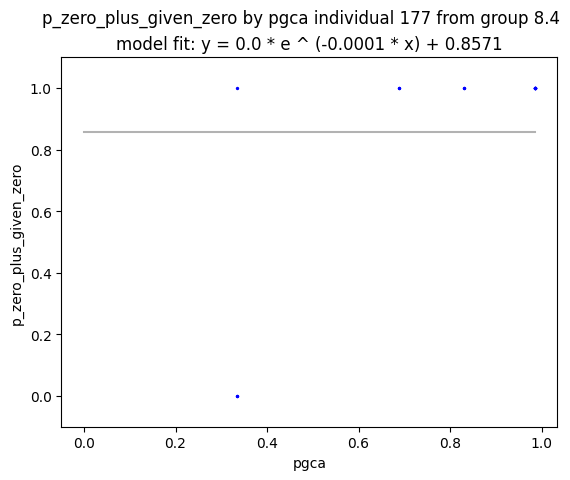 p_zero_plus_given_zero by pgca individual 177 from group 8.4
model fit: y = 0.0 * e ^ (-0.0001 * x) + 0.8571
1.0
0.8
0.6
0.4
0.2
0.0
p_zero_plus_given_zero
0.0 0.2 0.4 0.6 0.8 1.0
pgca